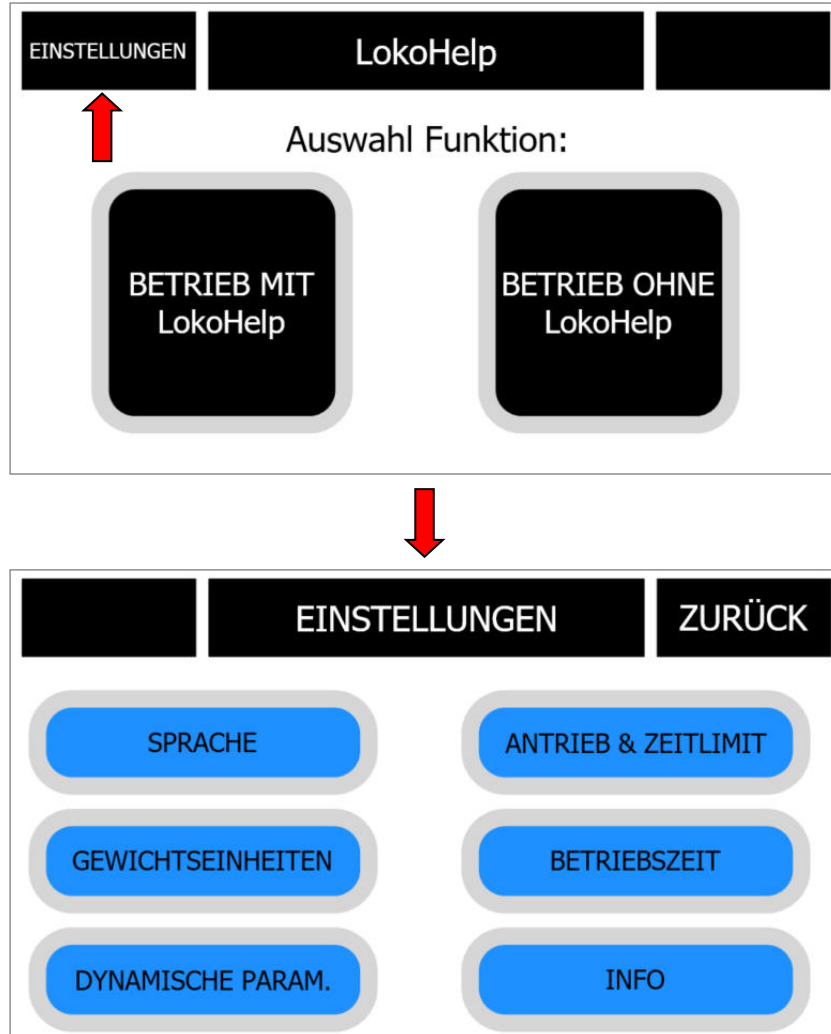 EINSTELLUNGEN
LokoHelp
Auswahl Funktion:
BETRIEB MIT
LokoHelp
BETRIEB OHNE
LokoHelp
EINSTELLUNGEN
ZURÜCK
SPRACHE
ANTRIEB & ZEITLIMIT
GEWICHTSEINHEITEN
BETRIEBSZEIT
DYNAMISCHE PARAM.
INFO